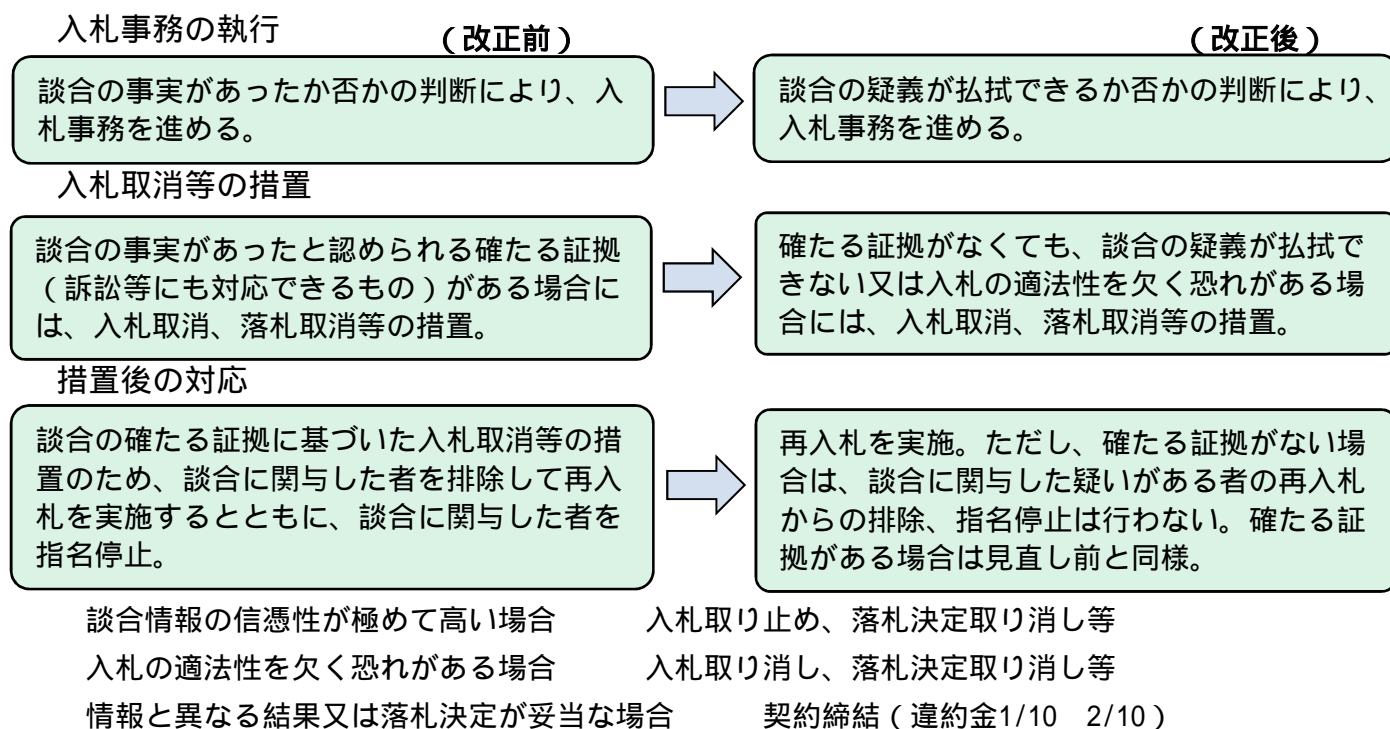 入札事務の執行
（改正前）
（改正後）
談合の事実があったか否かの判断により、入
札事務を進める。
談合の疑義が払拭できるか否かの判断により、
入札事務を進める。
入札取消等の措置
談合の事実があったと認められる確たる証拠
（訴訟等にも対応できるもの）がある場合に
は、入札取消、落札取消等の措置。
確たる証拠がなくても、談合の疑義が払拭で
きない又は入札の適法性を欠く恐れがある場
合には、入札取消、落札取消等の措置。
措置後の対応
談合の確たる証拠に基づいた入札取消等の措
置のため、談合に関与した者を排除して再入
札を実施するとともに、談合に関与した者を
指名停止。
再入札を実施。ただし、確たる証拠がない場
合は、談合に関与した疑いがある者の再入札
からの排除、指名停止は行わない。確たる証
拠がある場合は見直し前と同様。
談合情報の信憑性が極めて高い場合　　入札取り止め、落札決定取り消し等
入札の適法性を欠く恐れがある場合　　入札取り消し、落札決定取り消し等
情報と異なる結果又は落札決定が妥当な場合　　契約締結（違約金1/10　2/10）